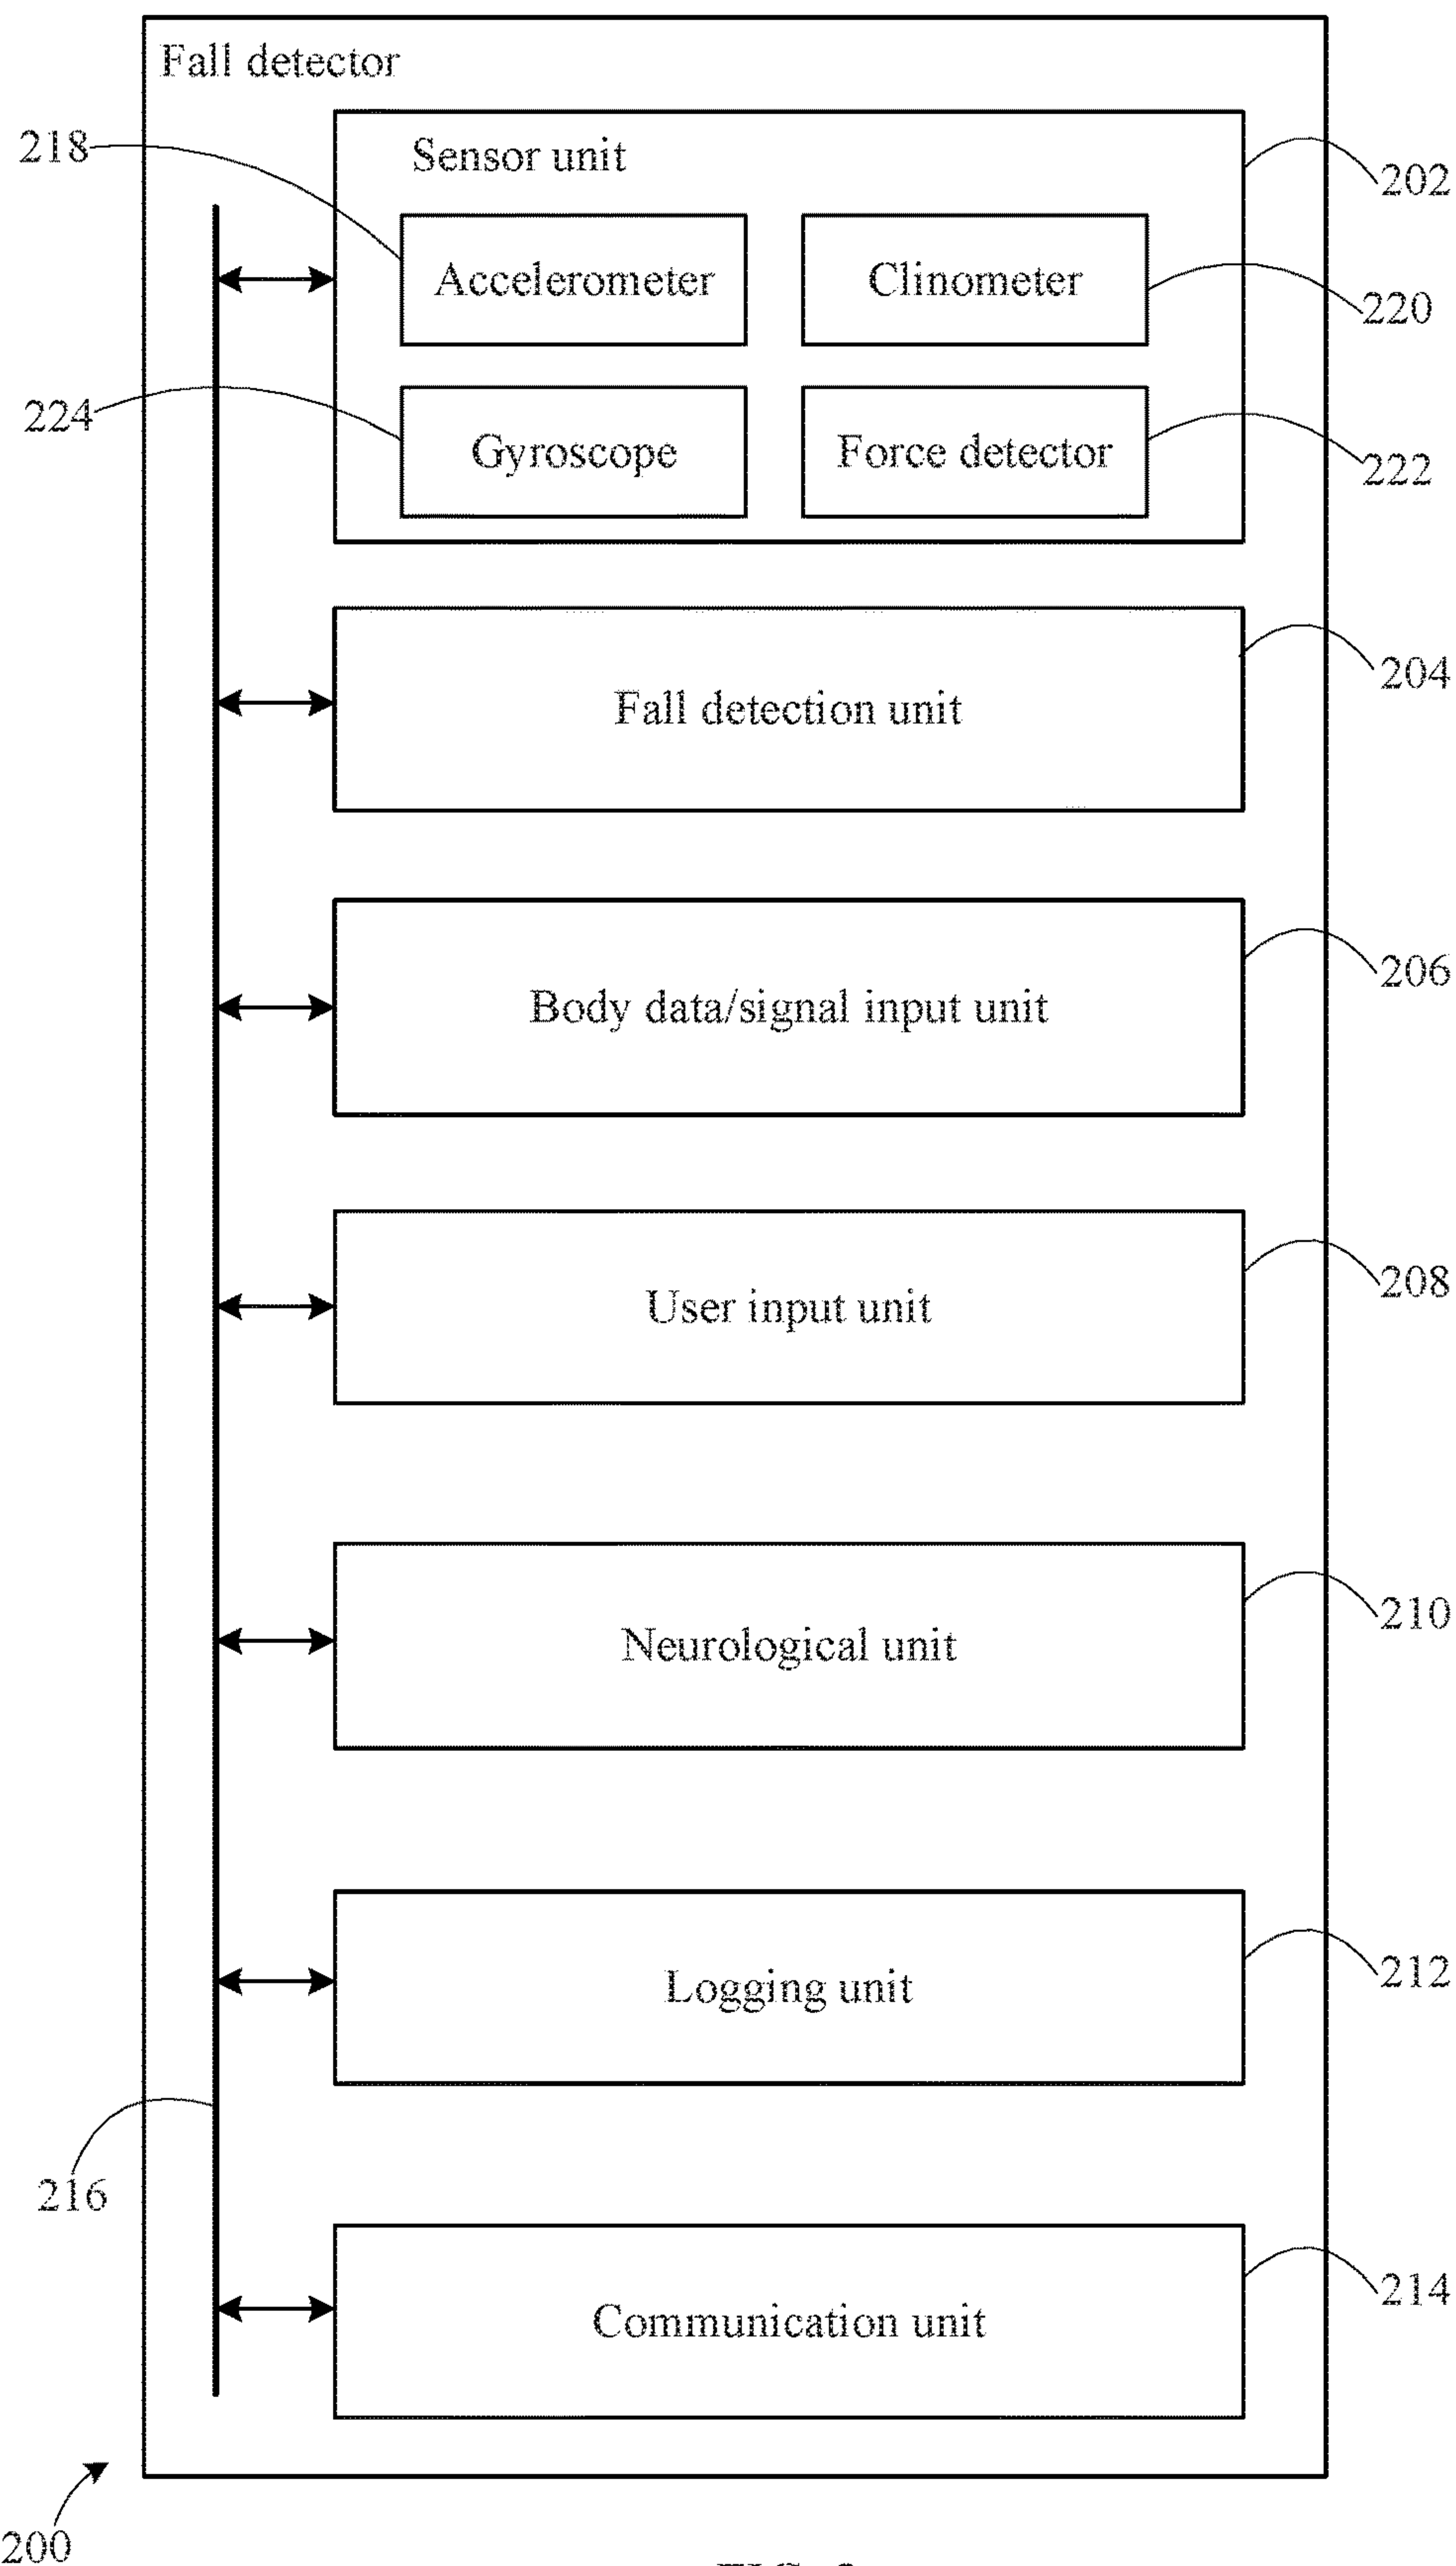 Fall detector
218
Sensor unit
202
Accelerometer
Clinometer
220
224
Gyroscope
Force detector
222
204
Fall detection unit
206
Body data/signal input unit
208
User input unit
210
Neurological unit
212
Logging unit
216
214
Communication unit
200